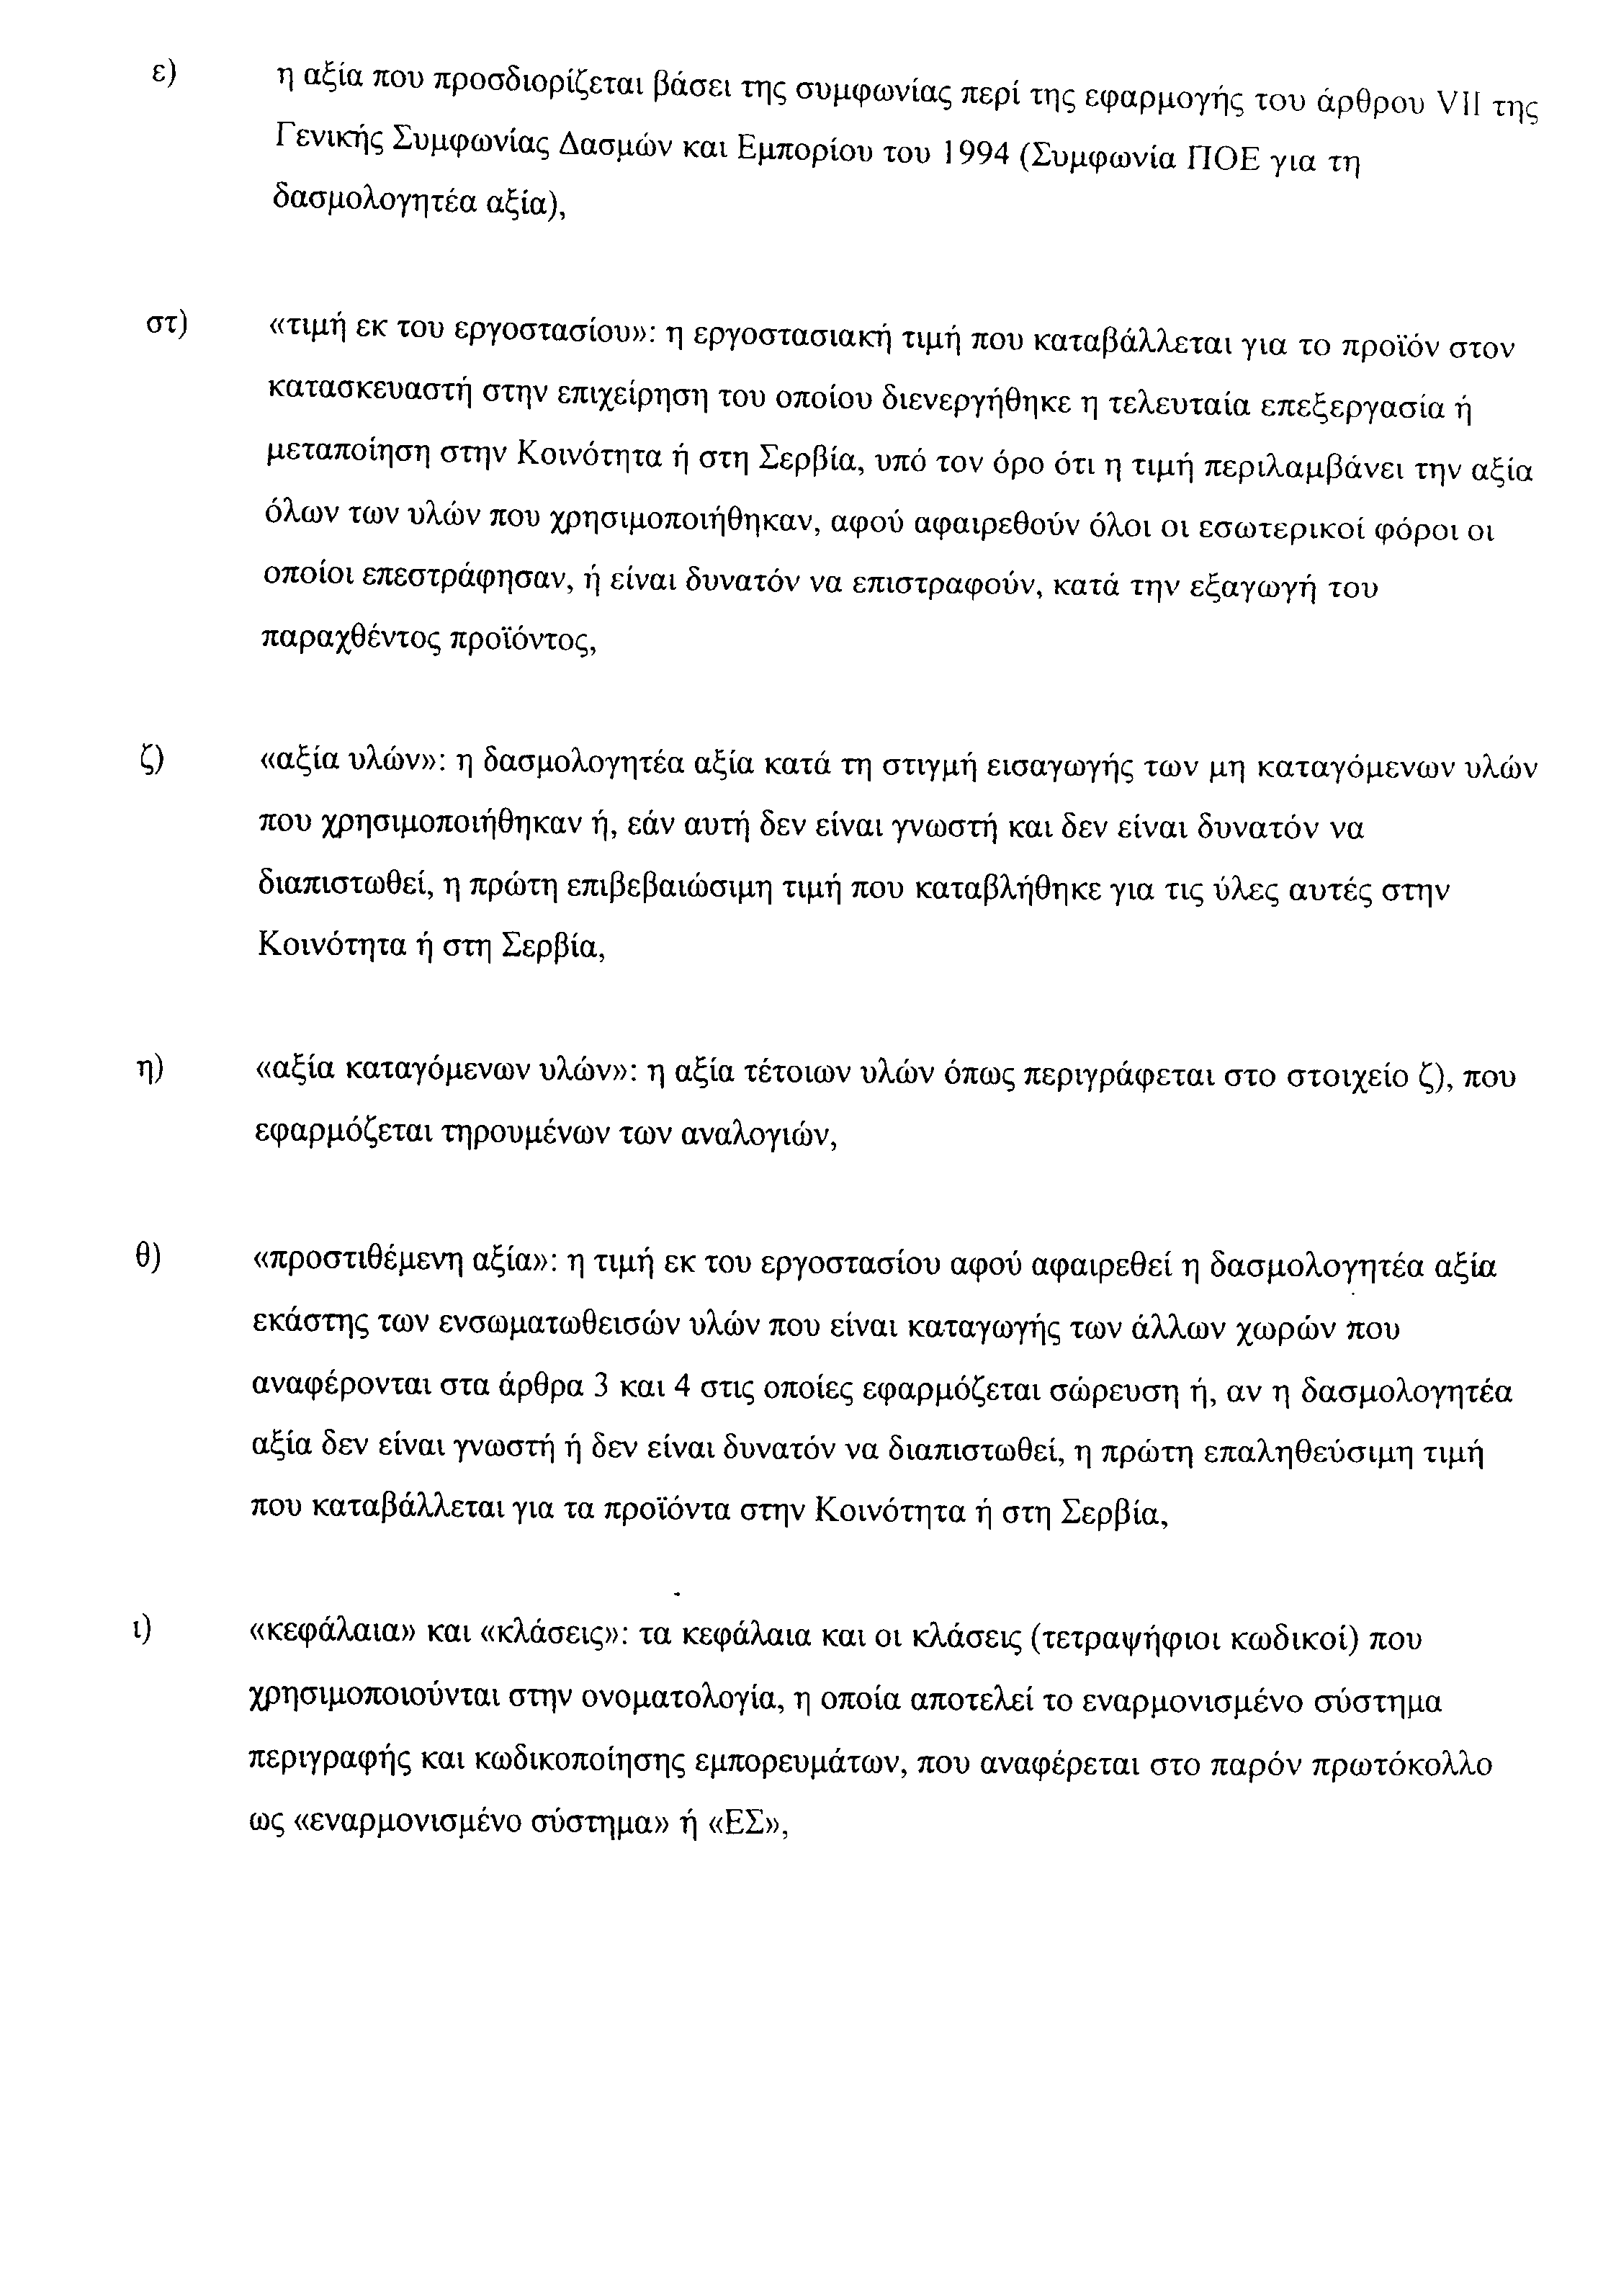 ε) η αξία που προσδιορίζεται βάσει της συμφωνίας περί της εφαρμογής του άρθρου VII της
Γενικής Συμφωνίας Δασμών και Εμπορίου του 1994 (Συμφωνία ΠΟΕ για τη
δασμολογητέα αξία),
στ) «τιμή εκ του εργοστασίου»: η εργοστασιακή τιμή που καταβάλλεται για το προϊόν στον
κατασκευαστή στην επιχείρηση του οποίου διενεργήθηκε η τελευταία επεξεργασία ή
μεταποίηση στην Κοινότητα ή στη Σερβία, υπό τον όρο ότι η τιμή περιλαμβάνει την αξία
όλων των υλών που χρησιμοποιήθηκαν, αφού αφαιρεθούν όλοι οι εσωτερικοί φόροι οι
οποίοι επεστράφησαν, ή είναι δυνατόν να επιστραφούν, κατά την εξαγωγή του
παραχθέντος προϊόντος,
ζ) «αξία υλών»: η δασμολογητέα αξία κατά τη στιγμή εισαγωγής των μη καταγόμενων υλών
που χρησιμοποιήθηκαν ή, εάν αυτή δεν είναι γνωστή και δεν είναι δυνατόν να
διαπιστωθεί, η πρώτη επιβεβαιώσιμη τιμή που καταβλήθηκε για τις ύλες αυτές στην
Κοινότητα ή στη Σερβία,
η) «αξία καταγόμενων υλών»: η αξία τέτοιων υλών όπως περιγράφεται στο στοιχείο ζ), που
εφαρμόζεται τηρουμένων των αναλογιών,
θ) «προστιθέμενη αξία»: η τιμή εκ του εργοστασίου αφού αφαιρεθεί η δασμολογητέα αξία
εκάστης των ενσωματωθεισών υλών που είναι καταγωγής των άλλων χωρών που
αναφέρονται στα άρθρα 3 και 4 στις οποίες εφαρμόζεται σώρευση ή, αν η δασμολογητέα
αξία δεν είναι γνωστή ή δεν είναι δυνατόν να διαπιστωθεί, η πρώτη επαληθεύσιμη τιμή
που καταβάλλεται για τα προϊόντα στην Κοινότητα ή στη Σερβία,
ι) «κεφάλαια» και «κλάσεις»: τα κεφάλαια και οι κλάσεις (τετραψήφιοι κωδικοί) που
χρησιμοποιούνται στην ονοματολογία, η οποία αποτελεί το εναρμονισμένο σύστημα
περιγραφής και κωδικοποίησης εμπορευμάτων, που αναφέρεται στο παρόν πρωτόκολλο
ως «εναρμονισμένο σύστημα» ή «ΕΣ»,